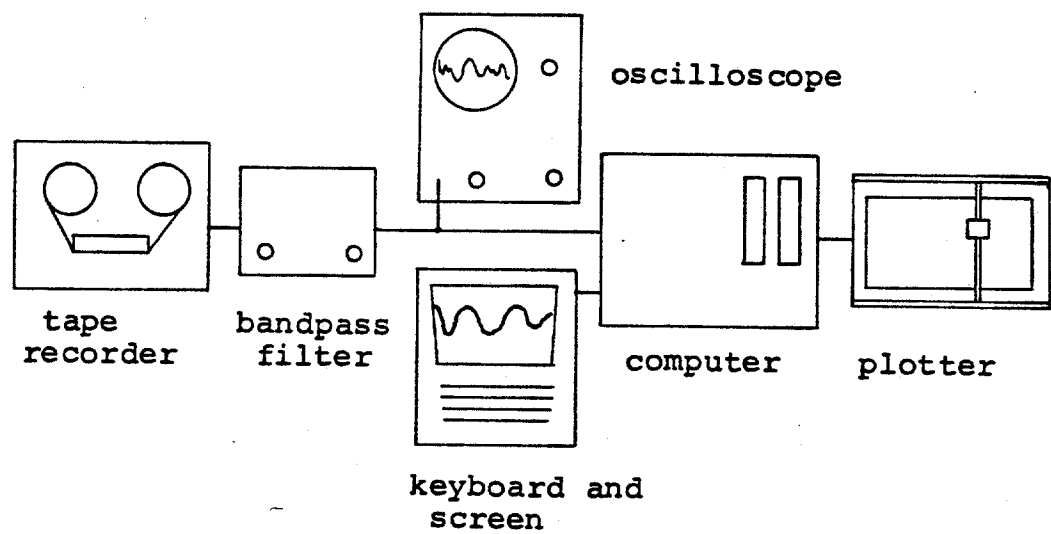 oscilloscope
tape
recorder
bandpass
filter
computer
plotter
keyboard and
screen